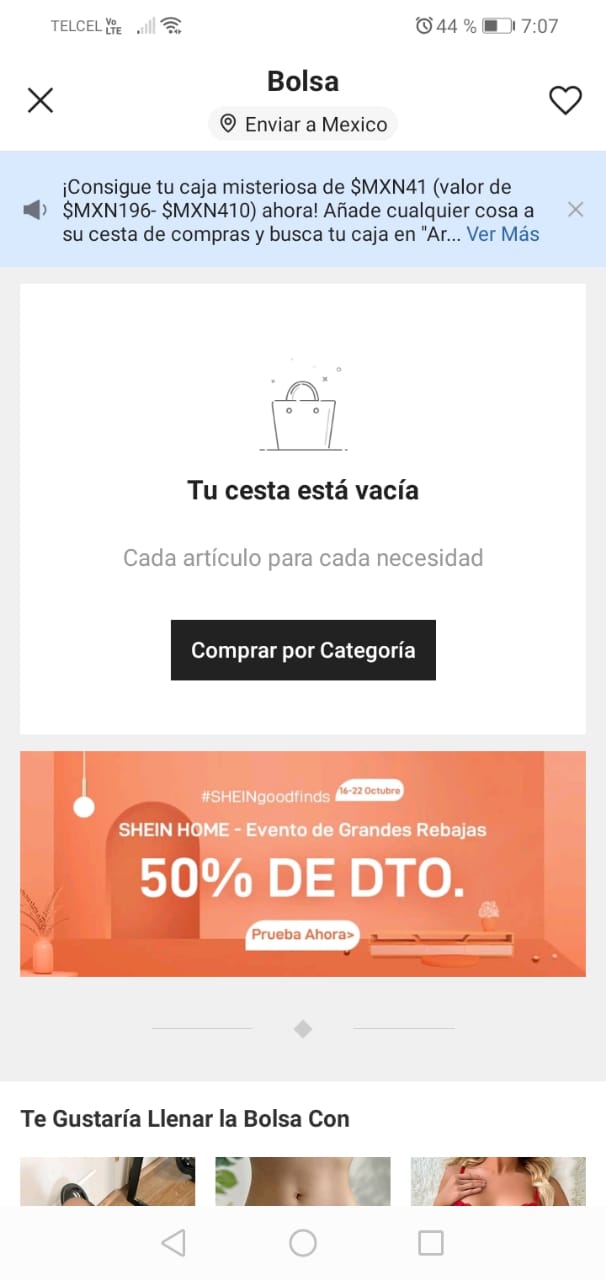 TELCEL Vo LTE 44 % 7:07
Bolsa
Enviar a Mexico
¡Consigue tu caja misteriosa de $MXN41 (valor de
$MXN196- $MXN410) ahora! Añade cualquier cosa a
su cesta de compras y busca tu caja en "Ar... Ver Más
Tu cesta está vacía
Cada artículo para cada necesidad
Comprar por Categoría
#SHEINgoodfinds 16-22 Octubre
SHEIN HOME - Evento de Grandes Rebajas
50% DE DTO.
Prueba Ahora>
Te Gustaría Llenar la Bolsa Con